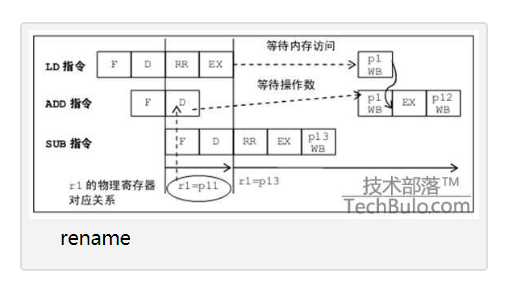 等待内存访问
LD 指令 F D RR EX p1 WB
等待操作数
ADD 指令 F D p1 WB EX p12 WB
SUB 指令 F D RR EX p13 WB
r1 的物理寄存器
对应关系
r1=p11 r1=p13
技术部落™
TechBulo.com
rename